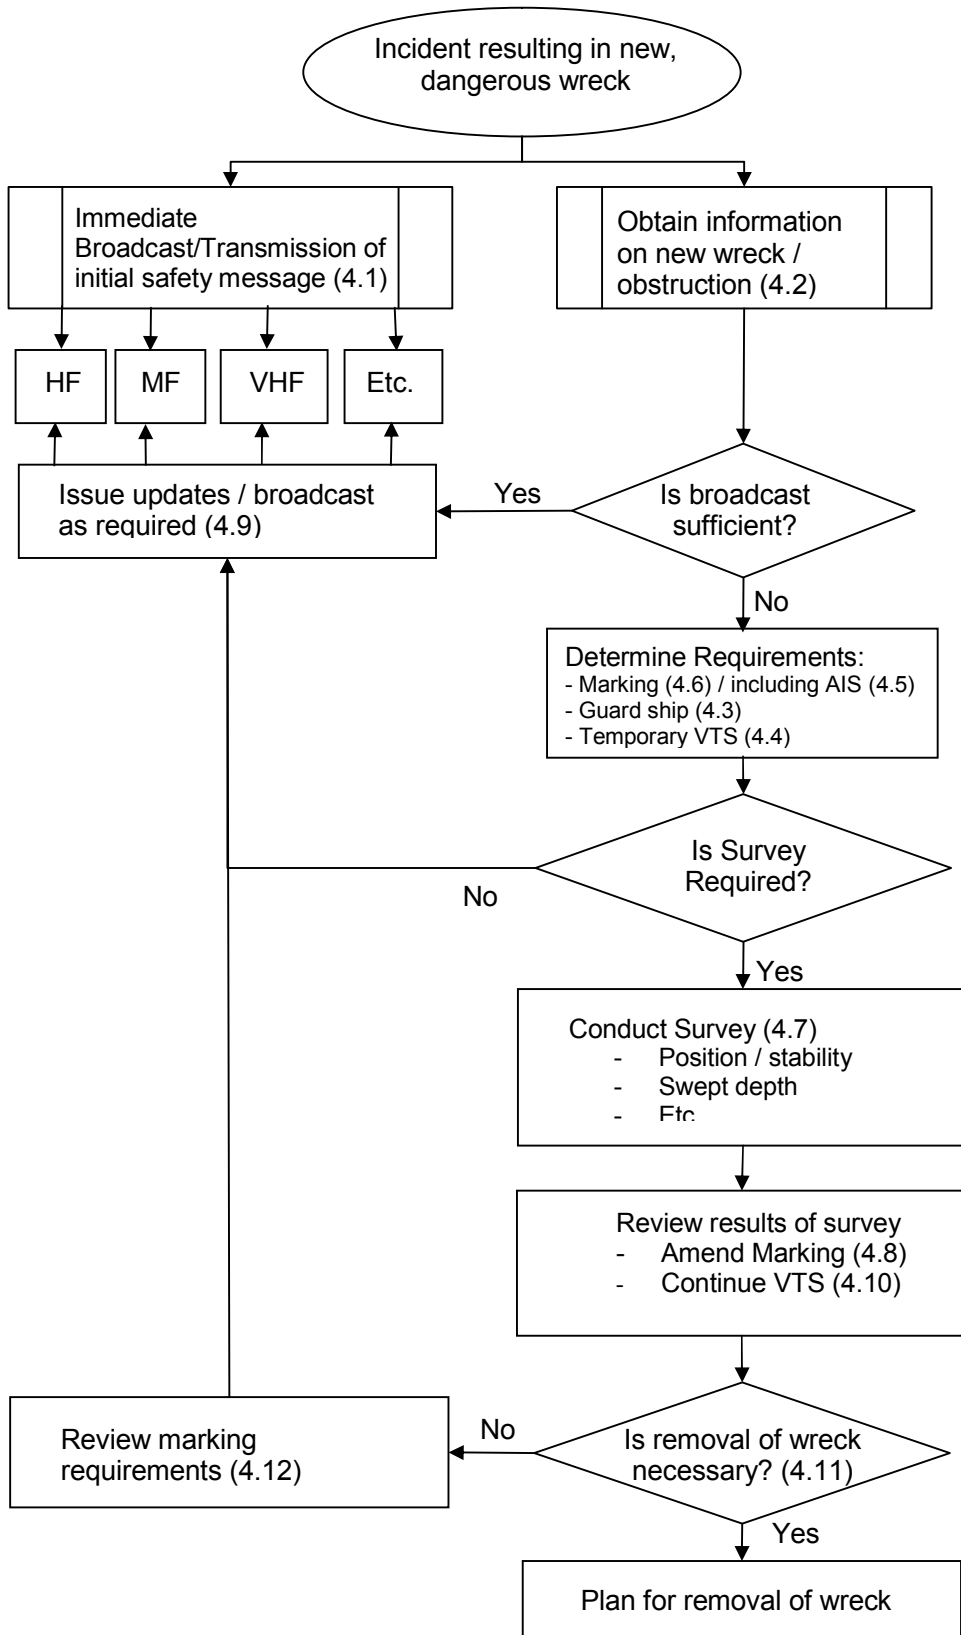 Incident resulting in new,
dangerous wreck
Immediate
Broadcast/Transmission of
initial safety message (4.1)
Obtain information
on new wreck /
obstruction (4.2)
HF
MF
VHF
Etc.
Issue updates / broadcast
as required (4.9)
Yes
Is broadcast
sufficient?
No
Determine Requirements:
- Marking (4.6) / including AIS (4.5)
- Guard ship (4.3)
- Temporary VTS (4.4)
Is Survey
Required?
No
Yes
Conduct Survey (4.7)
- Position / stability
- Swept depth
- Etc
Review results of survey
- Amend Marking (4.8)
- Continue VTS (4.10)
Review marking
requirements (4.12)
No
Is removal of wreck
necessary? (4.11)
Yes
Plan for removal of wreck